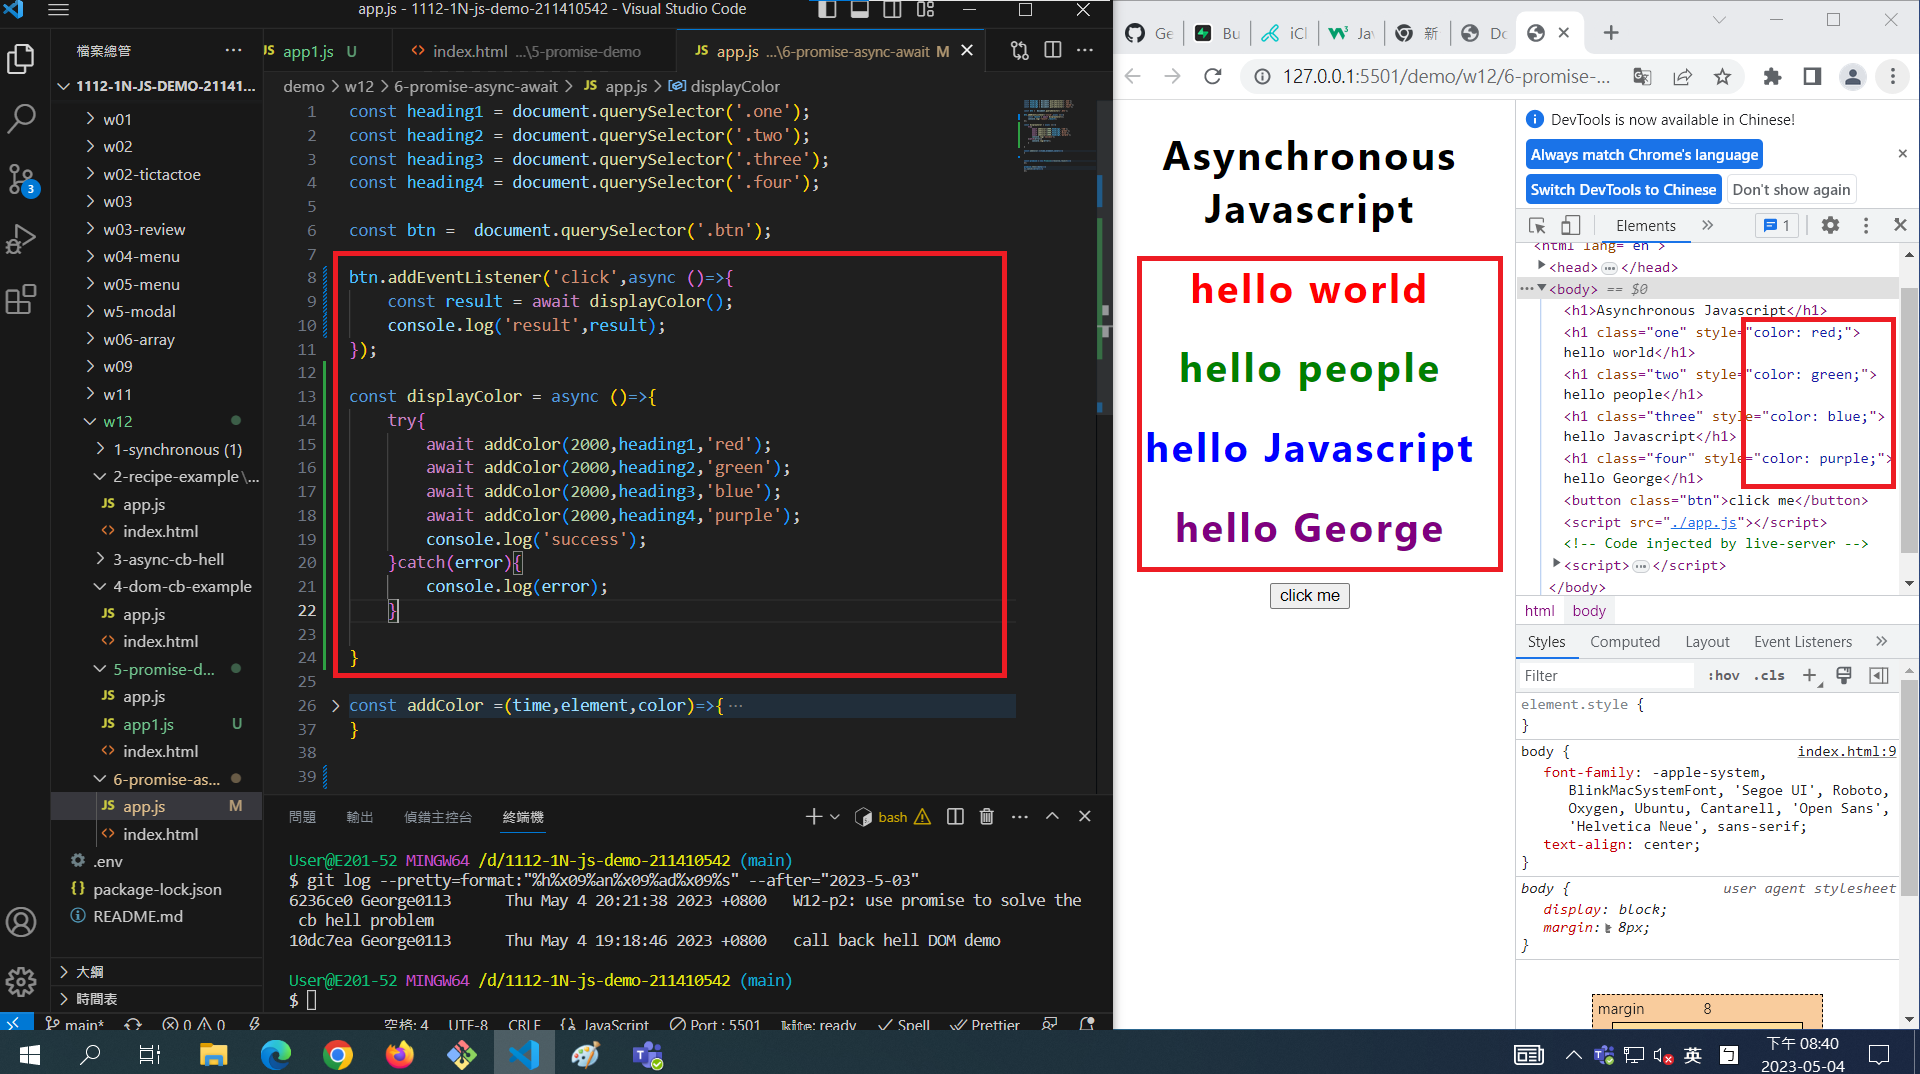 app.js - 1112-1N-js-demo-211410542 - Visual Studio Code
檔案總管
1112-1N-JS-DEMO-21141...
w01
w02
w02-tictactoe
w03
w03-review
w04-menu
w05-menu
w5-modal
w06-array
w09
w11
w12
1-synchronous (1)
2-recipe-example\...
JS app.js
index.html
3-async-cb-hell
4-dom-cb-example
JS app.js
index.html
5-promise-d...
JS app.js
JS app1.js U
index.html
6-promise-as...
JS app.js M
index.html
.env
package-lock.json
README.md
大綱
時間表
3
JS app1.js U
index.html ...\5-promise-demo
JS app.js ...\6-promise-async-await M
demo > w12 > 6-promise-async-await > JS app.js > displayColor
1 const heading1 = document.querySelector('.one');
2 const heading2 = document.querySelector('.two');
3 const heading3 = document.querySelector('.three');
4 const heading4 = document.querySelector('.four');
5
6 const btn =  document.querySelector('.btn');
7
8 btn.addEventListener('click',async ()=>{
9 const result = await displayColor();
10 console.log('result',result);
11 });
12
13 const displayColor = async ()=>{
14 try{
15 await addColor(2000,heading1,'red');
16 await addColor(2000,heading2,'green');
17 await addColor(2000,heading3,'blue');
18 await addColor(2000,heading4,'purple');
19 console.log('success');
20 }catch(error){
21 console.log(error);
22 }
23
24 }
25
26 const addColor =(time,element,color)=>{ ...
37 }
38
39
問題 輸出 偵錯主控台 終端機
bash
User@E201-52 MINGW64 /d/1112-1N-js-demo-211410542 (main)
$ git log --pretty=format:"%h%x09%an%x09%ad%x09%s" --after="2023-5-03"
6236ce0 George0113 Thu May 4 20:21:38 2023 +0800 W12-p2: use promise to solve the
cb hell problem
10dc7ea George0113 Thu May 4 19:18:46 2023 +0800 call back hell DOM demo
User@E201-52 MINGW64 /d/1112-1N-js-demo-211410542 (main)
$
main* 0 0 空格: 4 UTF-8 CRLF {} JavaScript Port : 5501 kite: ready Spell Prettier
Ge Bu iCl Ja 新 Dc
127.0.0.1:5501/demo/w12/6-promise-...
Asynchronous
Javascript
hello world
hello people
hello Javascript
hello George
click me
DevTools is now available in Chinese!
Always match Chrome's language
Switch DevTools to Chinese Don't show again
Elements 1
<html lang="en">
<head> ... </head>
... <body> == $0
<h1>Asynchronous Javascript</h1>
<h1 class="one" style="color: red;">
hello world</h1>
<h1 class="two" style="color: green;">
hello people</h1>
<h1 class="three" style="color: blue;">
hello Javascript</h1>
<h1 class="four" style="color: purple;">
hello George</h1>
<button class="btn">click me</button>
<script src="./app.js"></script>
<!-- Code injected by live-server -->
<script> ... </script>
</body>
html body
Styles Computed Layout Event Listeners
Filter :hov .cls
element.style {
}
body { index.html:9
font-family: -apple-system,
BlinkMacSystemFont, 'Segoe UI', Roboto,
Oxygen, Ubuntu, Cantarell, 'Open Sans',
'Helvetica Neue', sans-serif;
text-align: center;
}
body { user agent stylesheet
display: block;
margin: 8px;
}
margin 8
英
下午 08:40
2023-05-04